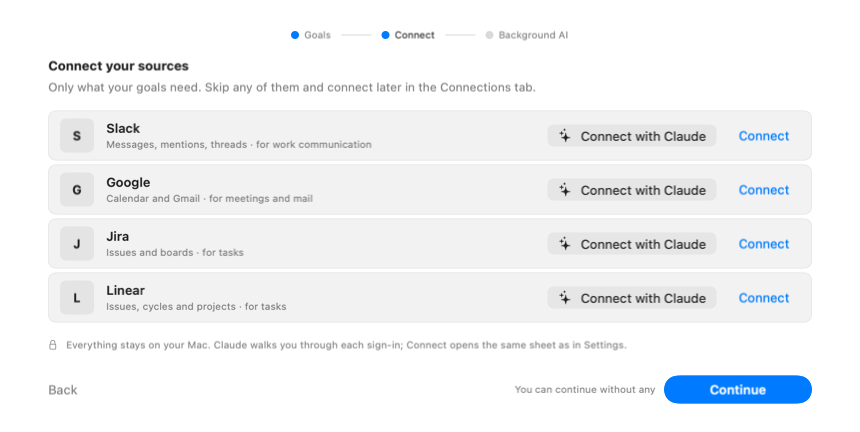 Goals Connect Background AI
Connect your sources
Only what your goals need. Skip any of them and connect later in the Connections tab.
S Slack Connect with Claude Connect
Messages, mentions, threads · for work communication
G Google Connect with Claude Connect
Calendar and Gmail · for meetings and mail
J Jira Connect with Claude Connect
Issues and boards · for tasks
L Linear Connect with Claude Connect
Issues, cycles and projects · for tasks
Everything stays on your Mac. Claude walks you through each sign-in; Connect opens the same sheet as in Settings.
Back You can continue without any Continue